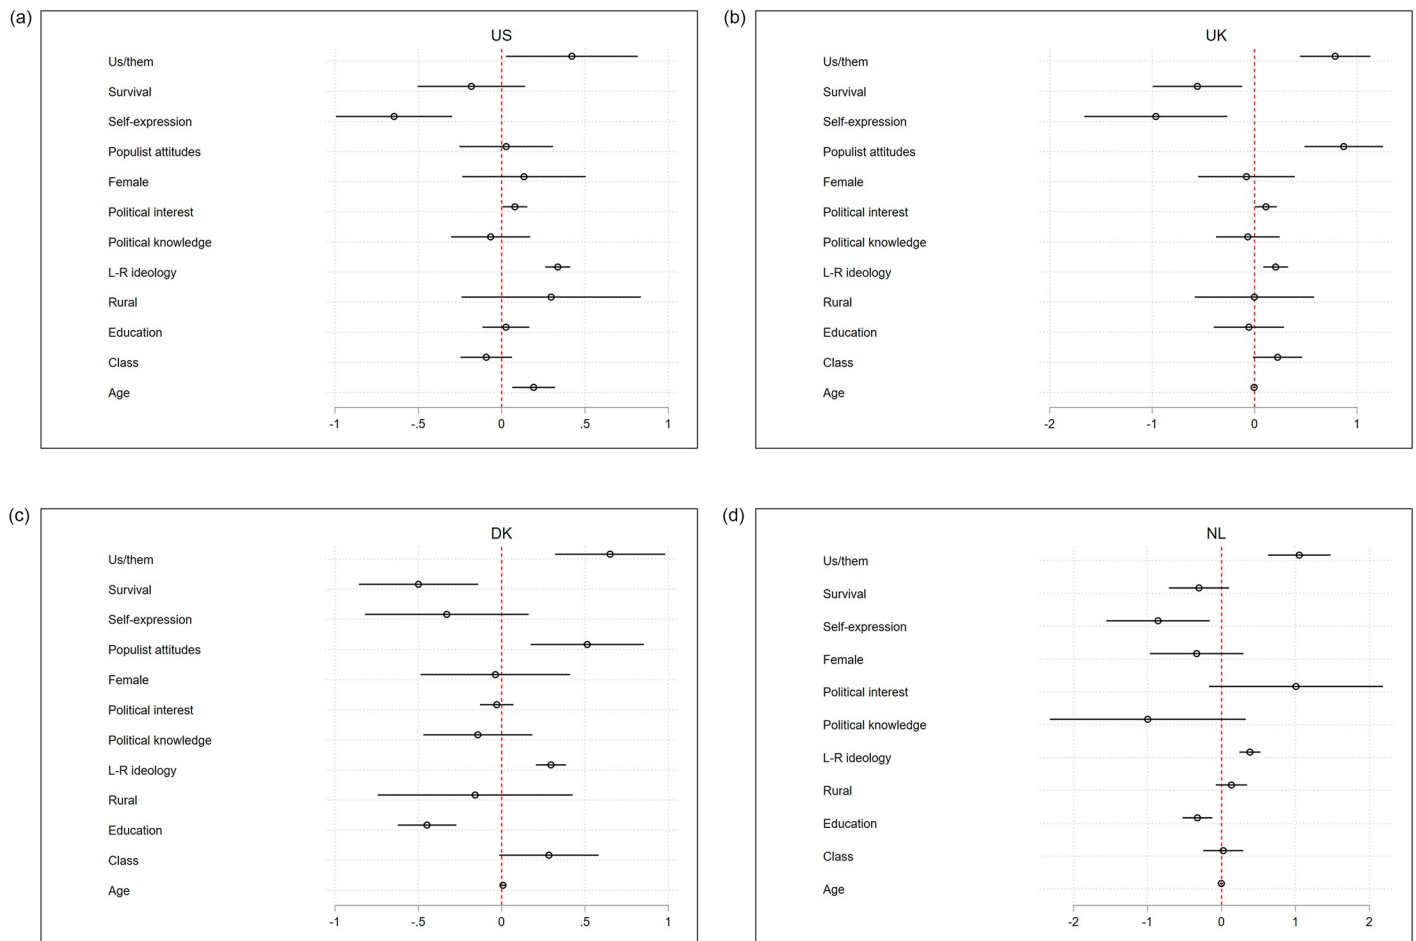 (a)
US
Us/them
Survival
Self-expression
Populist attitudes
Female
Political interest
Political knowledge
L-R ideology
Rural
Education
Class
Age
-1 -.5 0 .5 1
(b)
UK
Us/them
Survival
Self-expression
Populist attitudes
Female
Political interest
Political knowledge
L-R ideology
Rural
Education
Class
Age
-2 -1 0 1
(c)
DK
Us/them
Survival
Self-expression
Populist attitudes
Female
Political interest
Political knowledge
L-R ideology
Rural
Education
Class
Age
-1 -.5 0 .5 1
(d)
NL
Us/them
Survival
Self-expression
Female
Political interest
Political knowledge
L-R ideology
Rural
Education
Class
Age
-2 -1 0 1 2